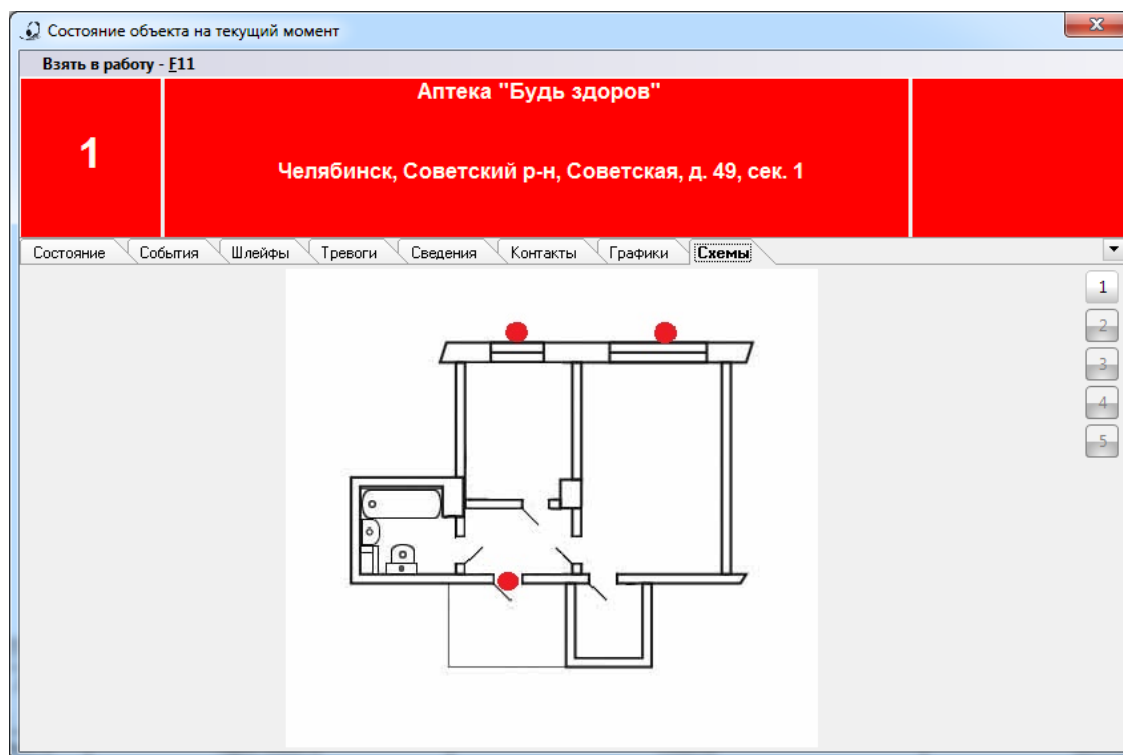 Состояние объекта на текущий момент
Взять в работу - F11
1
Аптека "Будь здоров"
Челябинск, Советский р-н, Советская, д. 49, сек. 1
Состояние События Шлейфы Тревоги Сведения Контакты Графики Схемы
1
2
3
4
5